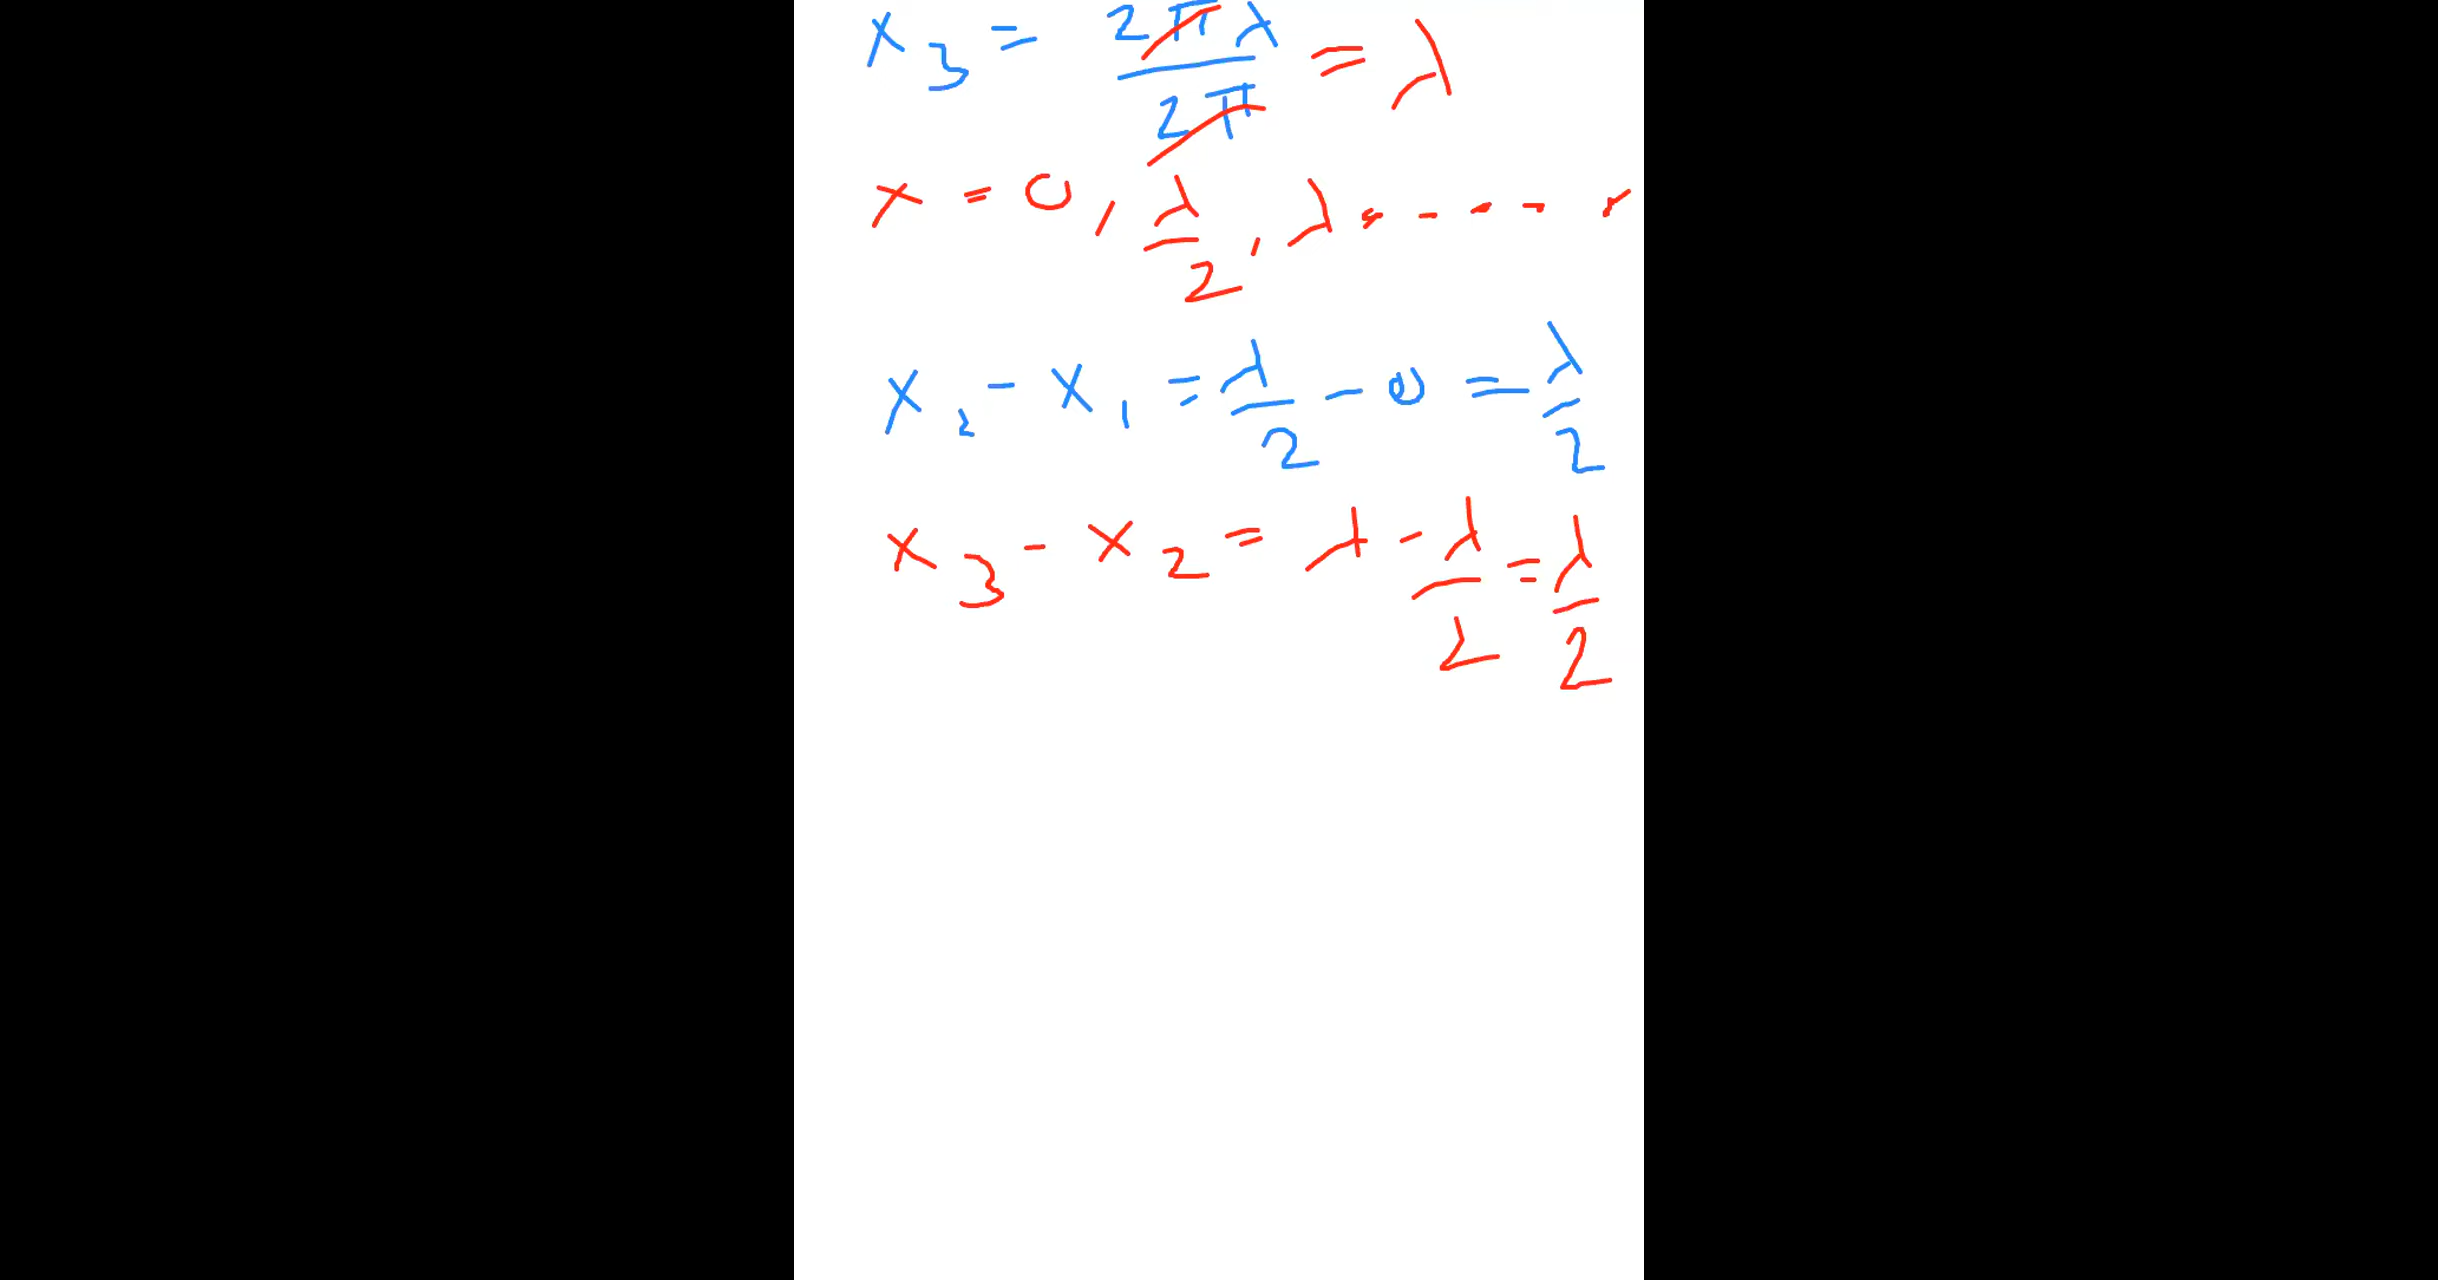 x₃ = 2πλ/2π = λ
x = 0, λ/2, λ, - - - -
x₂ - x₁ = λ/2 - 0 = λ/2
x₃ - x₂ = λ - λ/2 = λ/2